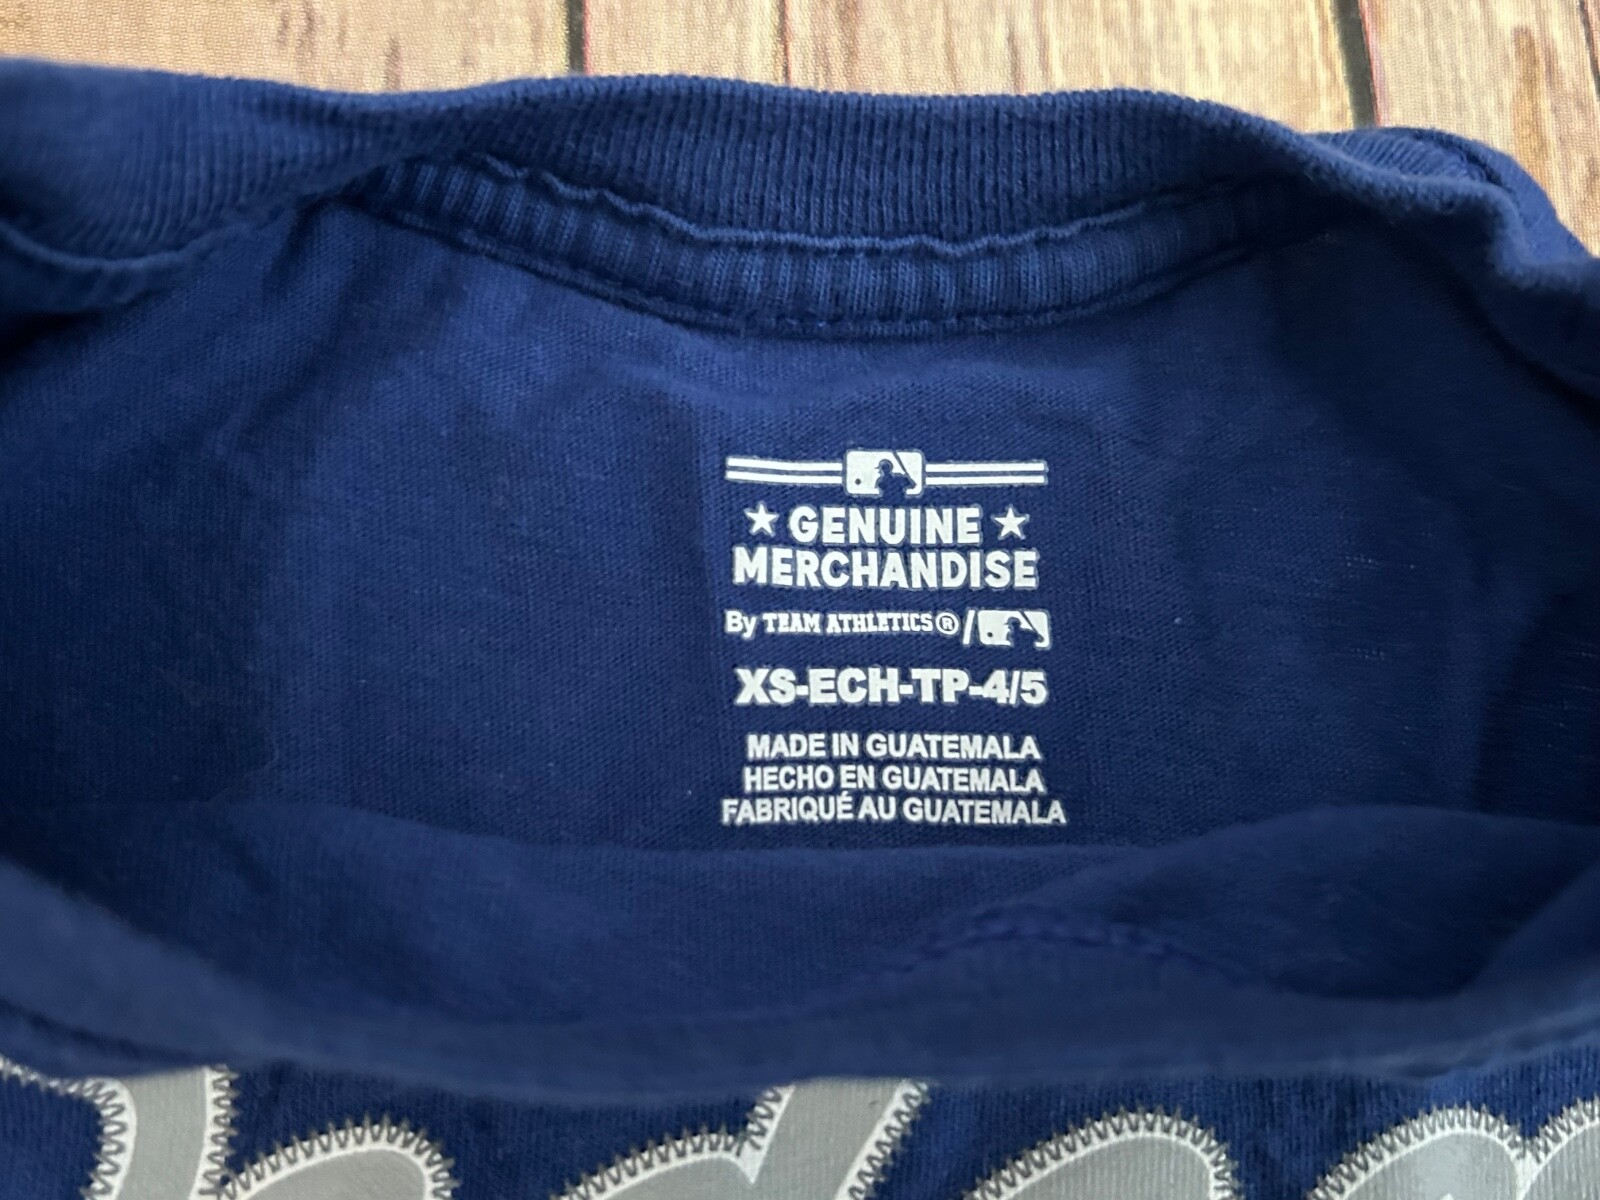 GENUINE
MERCHANDISE
By TEAM ATHLETICS® /
XS-ECH-TP-4/5
MADE IN GUATEMALA
HECHO EN GUATEMALA
FABRIQUÉ AU GUATEMALA